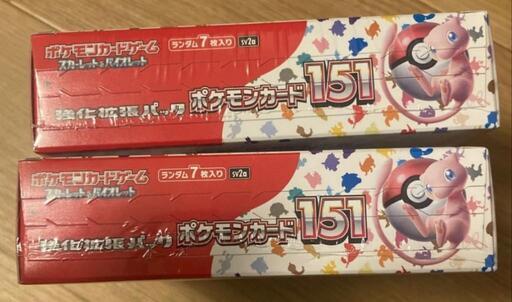 ポケモンカードゲーム
スカーレット&バイオレット
ランダム7枚入り sv2a
強化拡張パック ポケモンカード151
ポケモンカードゲーム
スカーレット&バイオレット
ランダム7枚入り sv2a
強化拡張パック ポケモンカード151